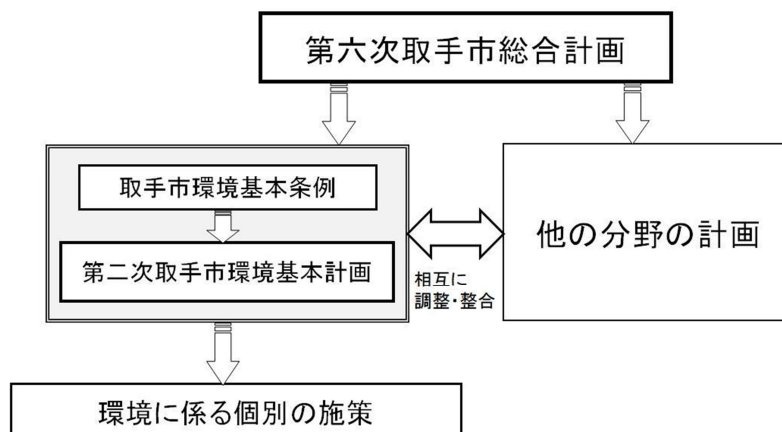 第六次取手市総合計画
取手市環境基本条例
第二次取手市環境基本計画
相互に
調整・整合
他の分野の計画
環境に係る個別の施策